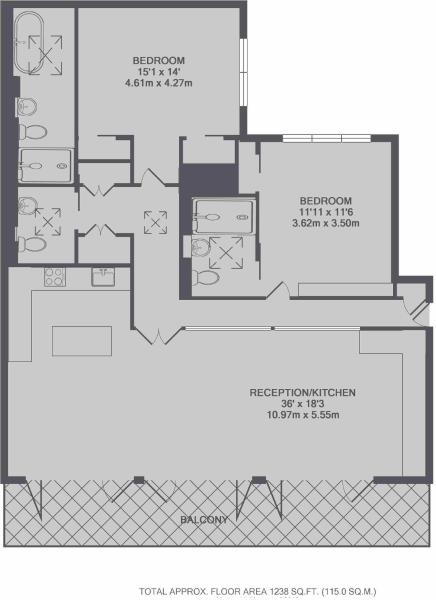 BEDROOM
15'1 x 14'
4.61m x 4.27m
BEDROOM
11'11 x 11'6
3.62m x 3.50m
RECEPTION/KITCHEN
36' x 18'3
10.97m x 5.55m
BALCONY
TOTAL APPROX. FLOOR AREA 1238 SQ.FT. (115.0 SQ.M.)